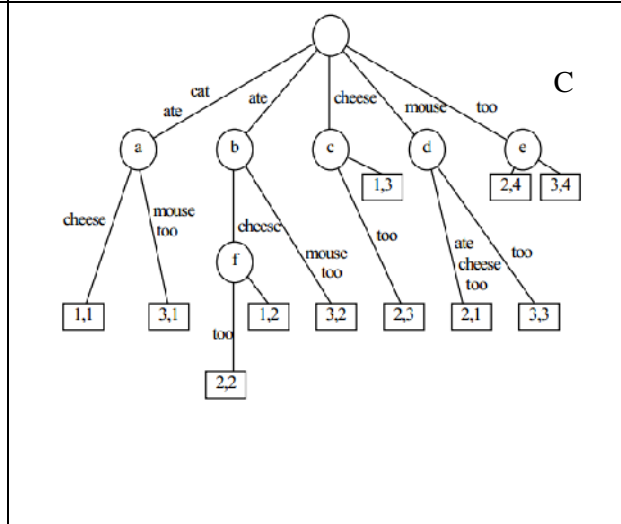 C
cat
ate
ate
cheese
mouse
too
a
b
c
d
e
1,3
2,4
3,4
cheese
mouse
too
cheese
mouse
too
too
ate
cheese
too
too
f
1,1
3,1
1,2
3,2
2,3
2,1
3,3
too
2,2